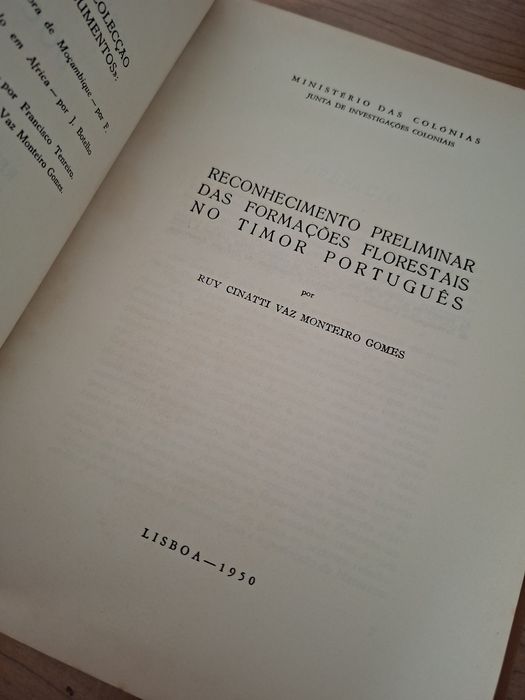 OLECÇÃO
UMENTOS»:
ora de Moçambique — por F.
do em Africa — por J. Botelho
por Francisco Tenreiro.
Vaz Monteiro Gomes.
MINISTÉRIO DAS COLÓNIAS
JUNTA DE INVESTIGAÇÕES COLONIAIS
RECONHECIMENTO PRELIMINAR
DAS FORMAÇÕES FLORESTAIS
NO TIMOR PORTUGUÊS
por
RUY CINATTI VAZ MONTEIRO GOMES
LISBOA — 1950